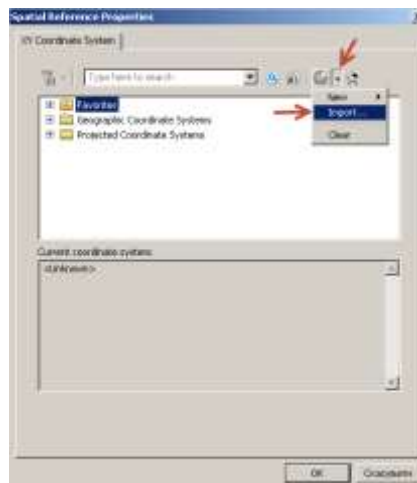 Spatial Reference Properties
XY Coordinate System
Type here to search
New
Import...
Clear
Favorites
Geographic Coordinate Systems
Projected Coordinate Systems
Current coordinate system:
<Unknown>
OK